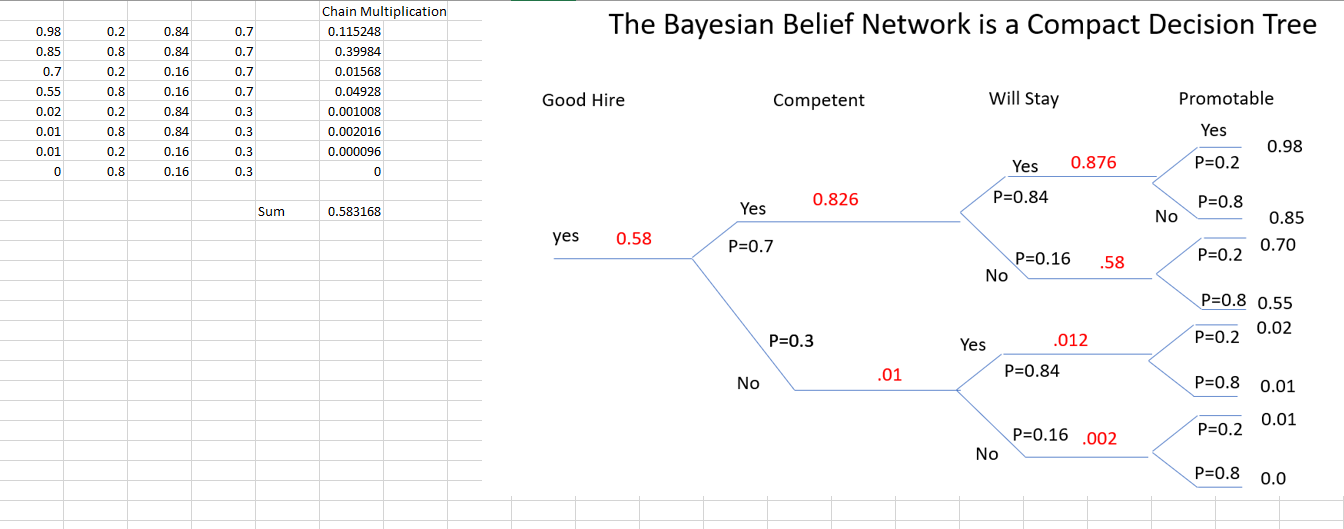 Chain Multiplication
0.98 0.2 0.84 0.7 0.115248
0.85 0.8 0.84 0.7 0.39984
0.7 0.2 0.16 0.7 0.01568
0.55 0.8 0.16 0.7 0.04928
0.02 0.2 0.84 0.3 0.001008
0.01 0.8 0.84 0.3 0.002016
0.01 0.2 0.16 0.3 0.000096
0 0.8 0.16 0.3 0
Sum 0.583168
The Bayesian Belief Network is a Compact Decision Tree
Good Hire Competent Will Stay Promotable
Yes
0.98
Yes 0.876 P=0.2
P=0.84 P=0.8
Yes 0.826
No 0.85
yes 0.58
P=0.7
0.70
P=0.16 .58 P=0.2
No
P=0.8 0.55
0.02
P=0.3 Yes .012 P=0.2
P=0.84
No .01
P=0.8 0.01
0.01
P=0.16 .002 P=0.2
No
P=0.8 0.0